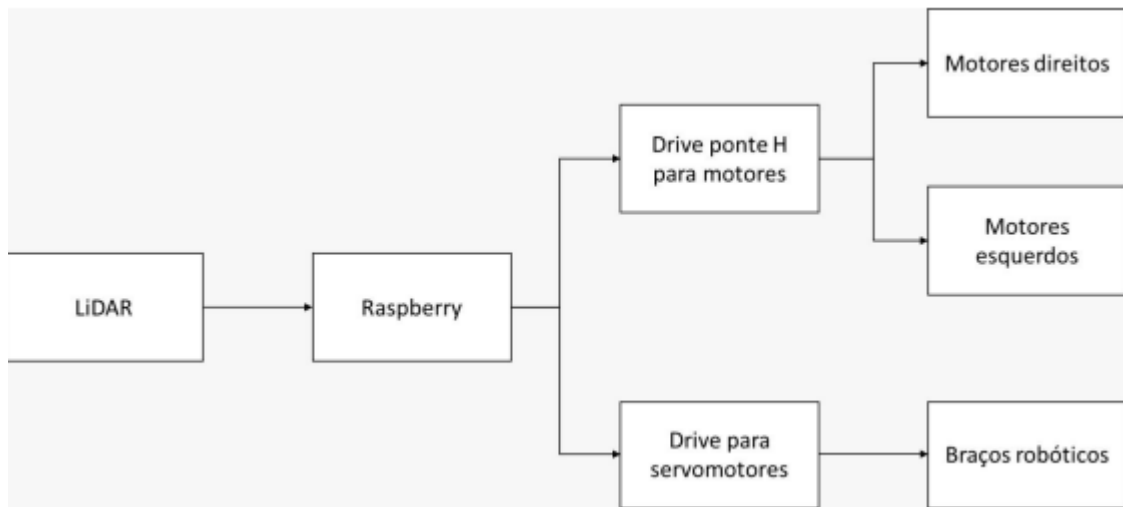 Motores direitos
Drive ponte H
para motores
Motores
esquerdos
LiDAR
Raspberry
Drive para
servomotores
Braços robóticos